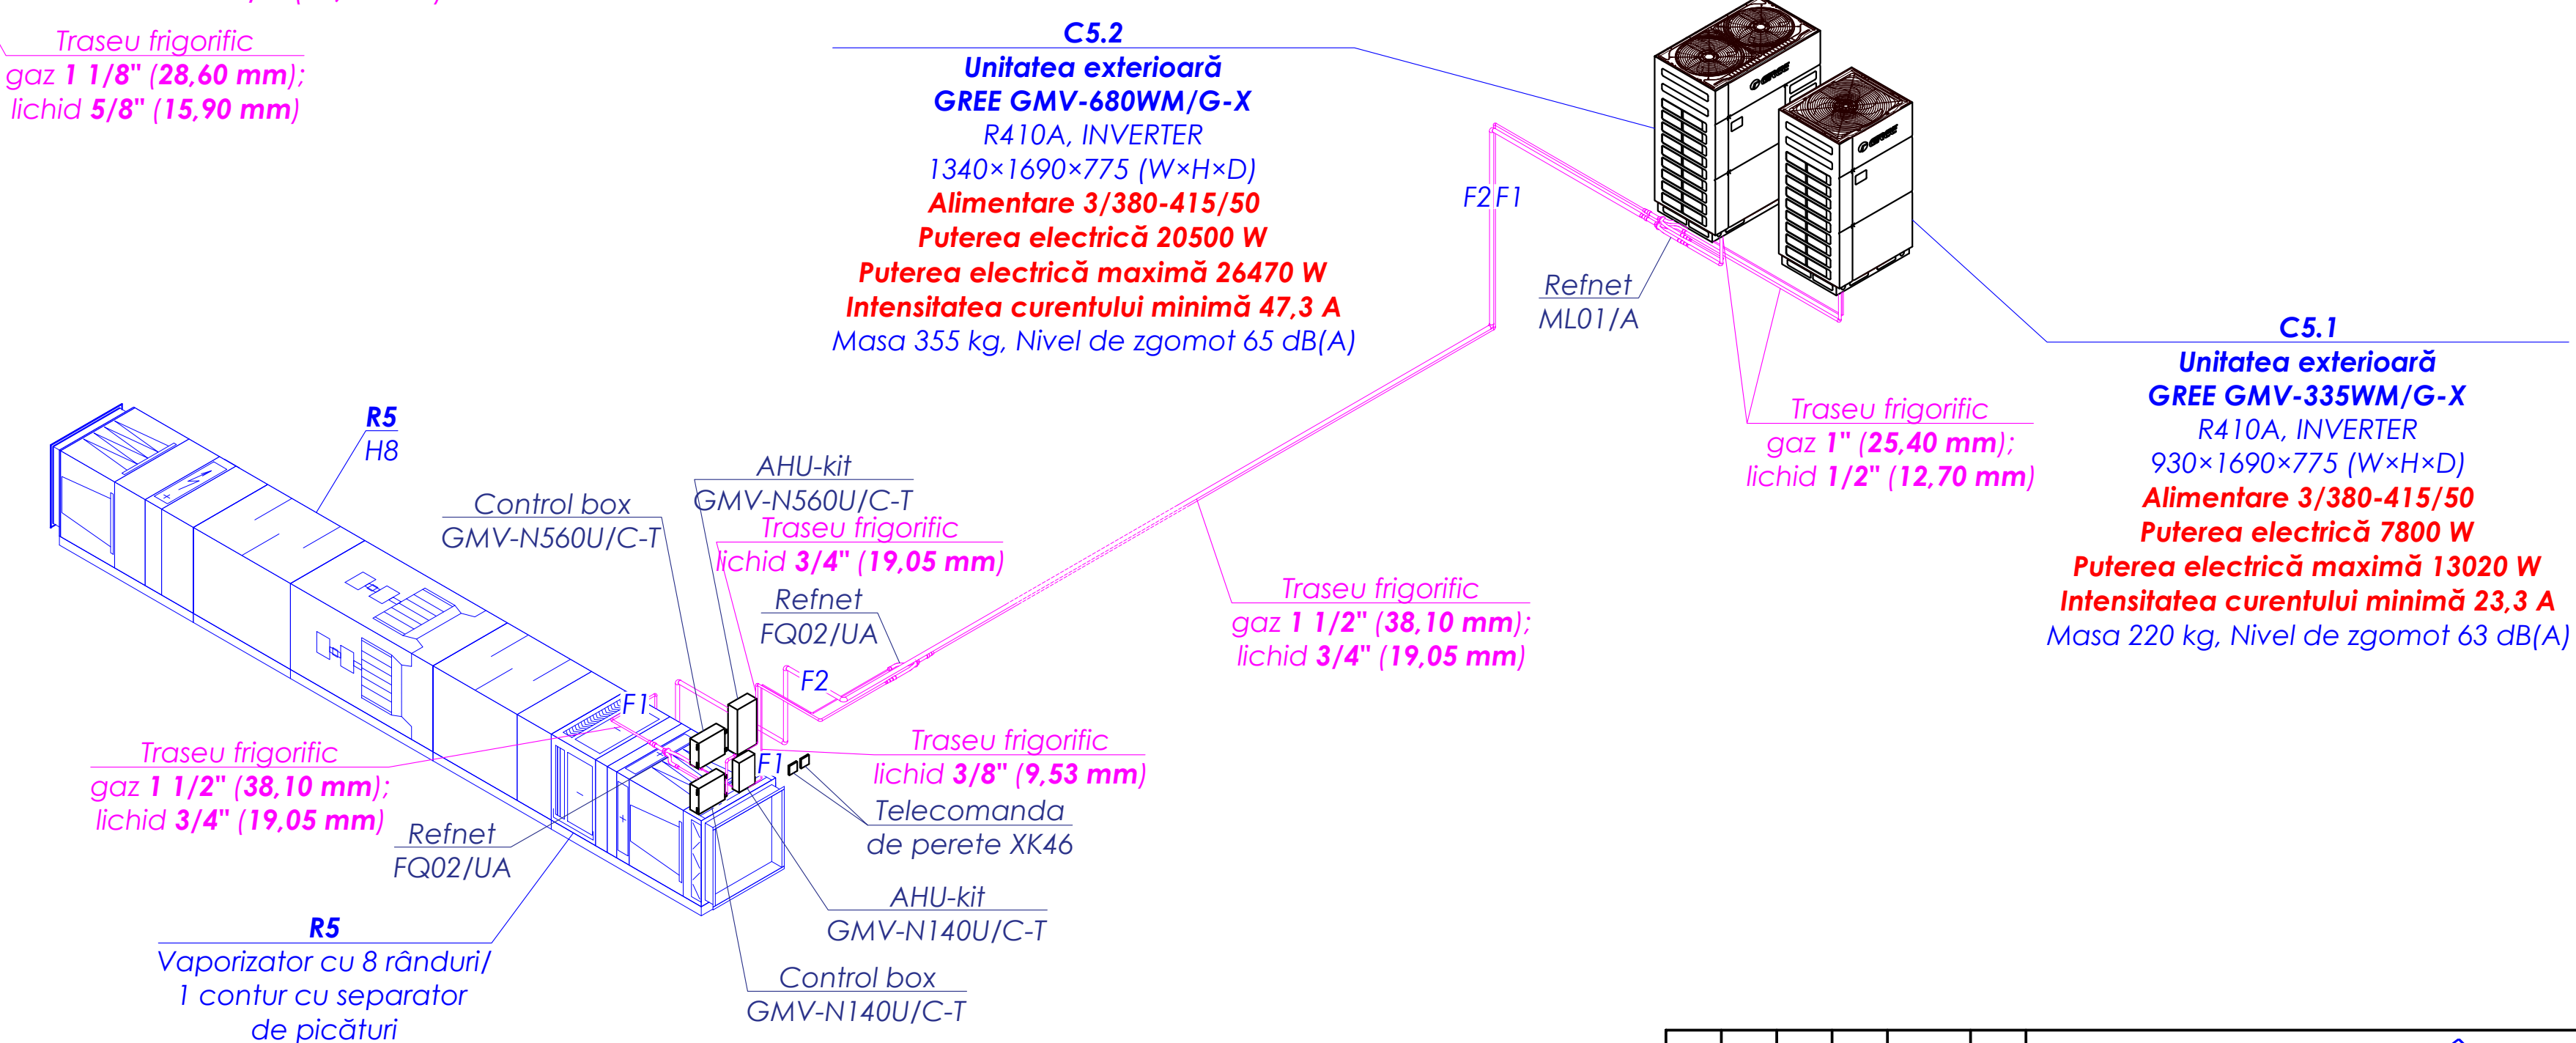 Traseu frigorific
gaz 1 1/8" (28,60 mm);
lichid 5/8" (15,90 mm)
C5.2
Unitatea exterioară
GREE GMV-680WM/G-X
R410A, INVERTER
1340×1690×775 (W×H×D)
Alimentare 3/380-415/50
Puterea electrică 20500 W
Puterea electrică maximă 26470 W
Intensitatea curentului minimă 47,3 A
Masa 355 kg, Nivel de zgomot 65 dB(A)
GREE
GREE
F2 F1
Refnet
ML01/A
C5.1
Unitatea exterioară
GREE GMV-335WM/G-X
R410A, INVERTER
930×1690×775 (W×H×D)
Alimentare 3/380-415/50
Puterea electrică 7800 W
Puterea electrică maximă 13020 W
Intensitatea curentului minimă 23,3 A
Masa 220 kg, Nivel de zgomot 63 dB(A)
Traseu frigorific
gaz 1" (25,40 mm);
lichid 1/2" (12,70 mm)
R5
H8
AHU-kit
GMV-N560U/C-T
Control box
GMV-N560U/C-T
Traseu frigorific
lichid 3/4" (19,05 mm)
Refnet
FQ02/UA
Traseu frigorific
gaz 1 1/2" (38,10 mm);
lichid 3/4" (19,05 mm)
F2
F1
F1
Traseu frigorific
gaz 1 1/2" (38,10 mm);
lichid 3/4" (19,05 mm)
Traseu frigorific
lichid 3/8" (9,53 mm)
Telecomanda
de perete XK46
Refnet
FQ02/UA
AHU-kit
GMV-N140U/C-T
R5
Vaporizator cu 8 rânduri/
1 contur cu separator
de picături
Control box
GMV-N140U/C-T